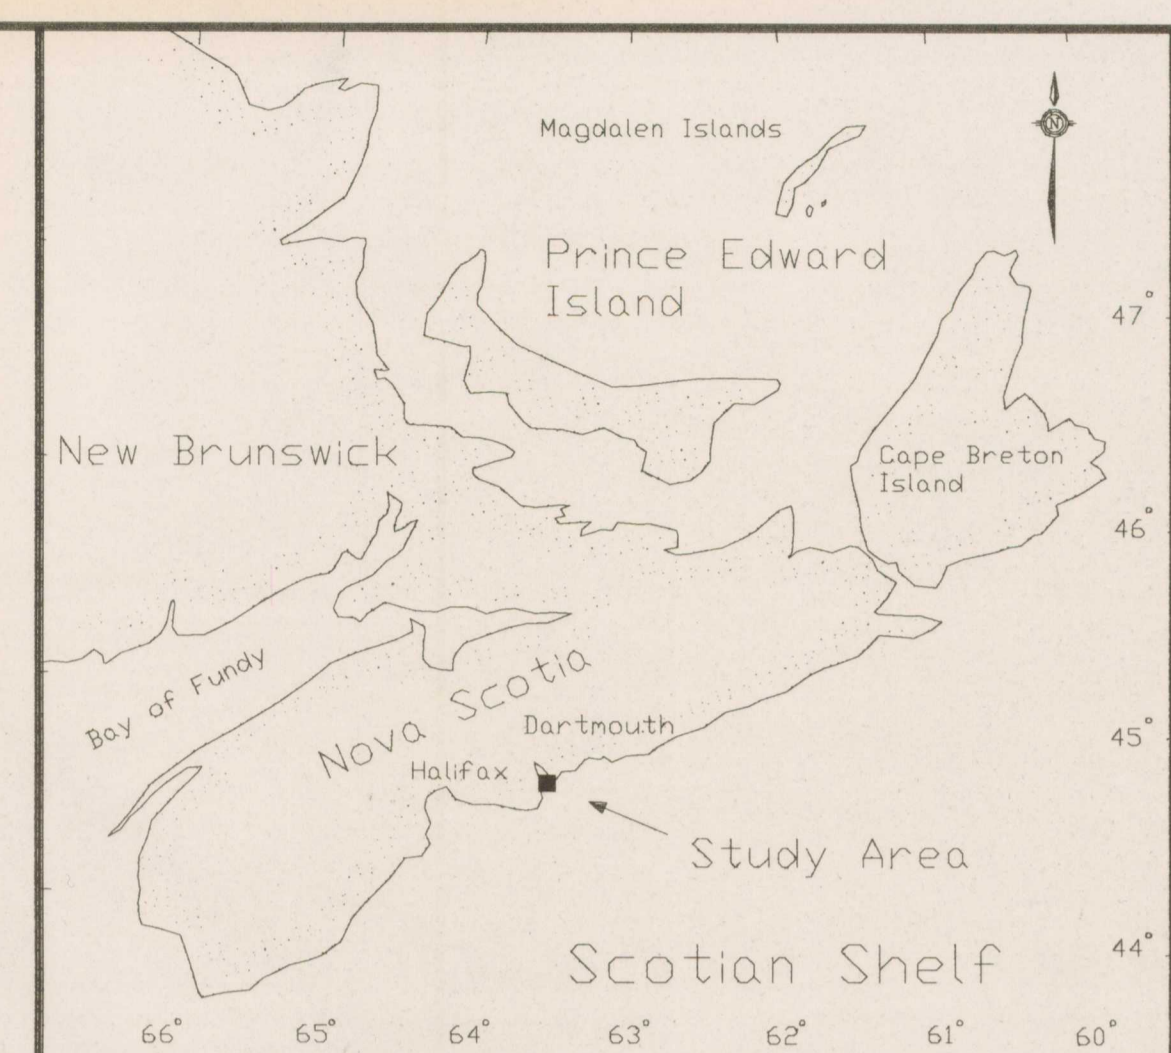 Magdalen Islands
N
Prince Edward
Island
47°
New Brunswick
Cape Breton
Island
46°
Bay of Fundy
Nova Scotia
Dartmouth
45°
Halifax
Study Area
44°
Scotian Shelf
66° 65° 64° 63° 62° 61° 60°